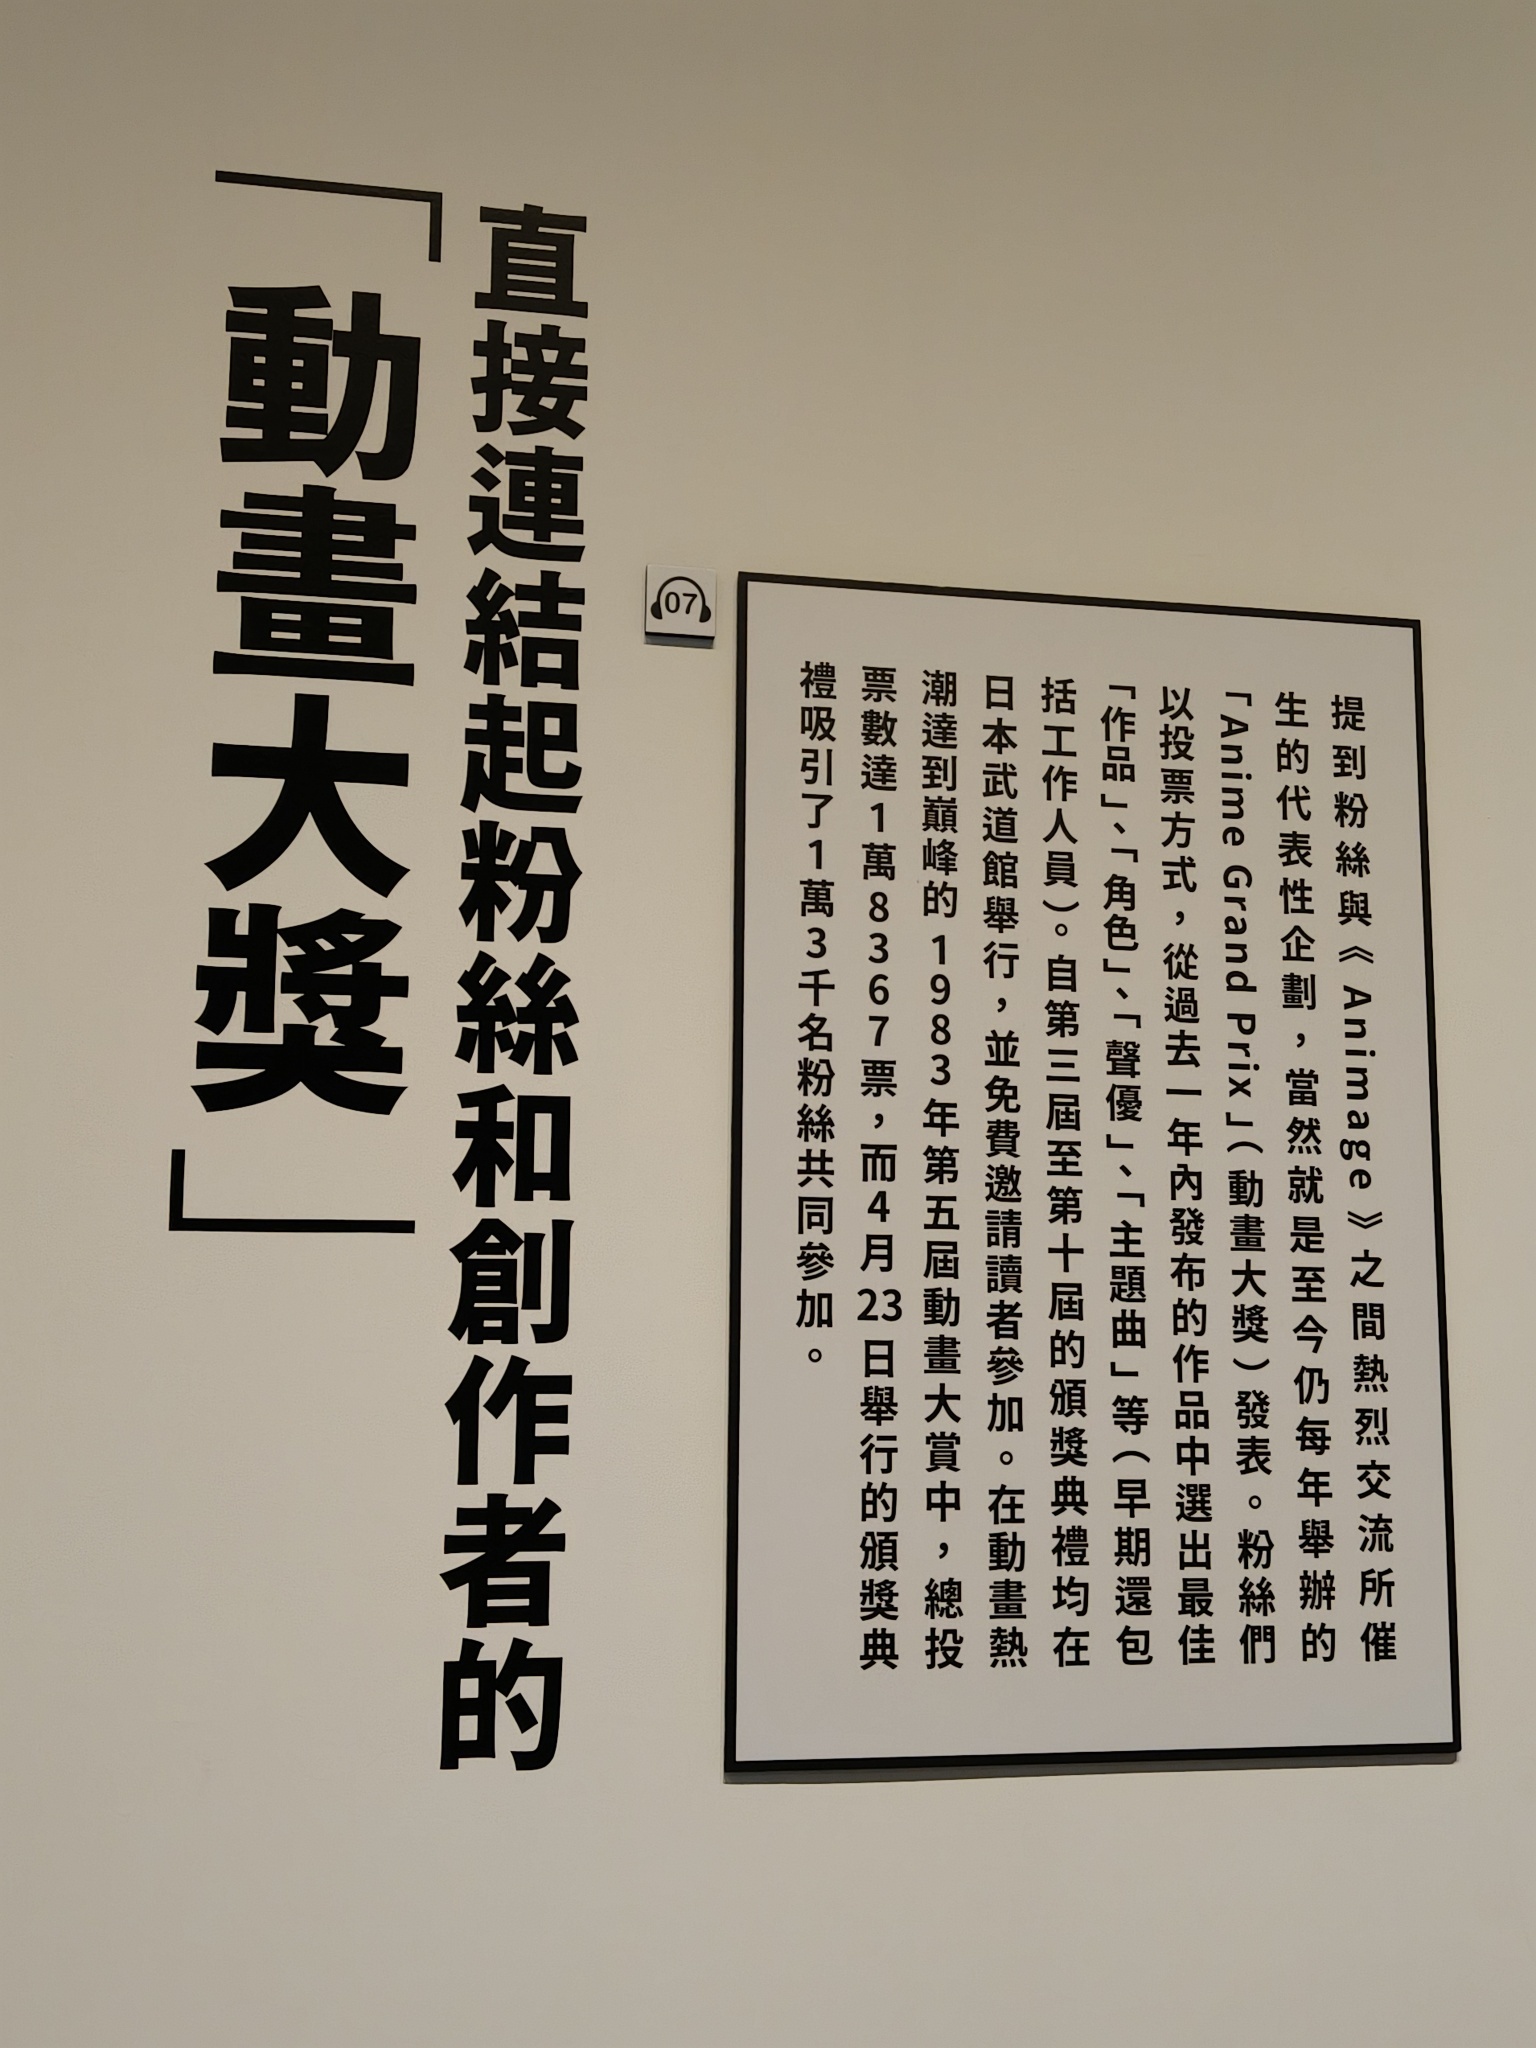 直接連結起粉絲和創作者的
「動畫大獎」
07
提到粉絲與《Animage》之間熱烈交流所催
生的代表性企劃，當然就是至今仍每年舉辦的
「Anime Grand Prix」（動畫大獎）發表。粉絲們
以投票方式，從過去一年內發布的作品中選出最佳
「作品」、「角色」、「聲優」、「主題曲」等（早期還包
括工作人員）。自第三屆至第十屆的頒獎典禮均在
日本武道館舉行，並免費邀請讀者參加。在動畫熱
潮達到巔峰的1983年第五屆動畫大賞中，總投
票數達1萬8367票，而4月23日舉行的頒獎典
禮吸引了1萬3千名粉絲共同參加。